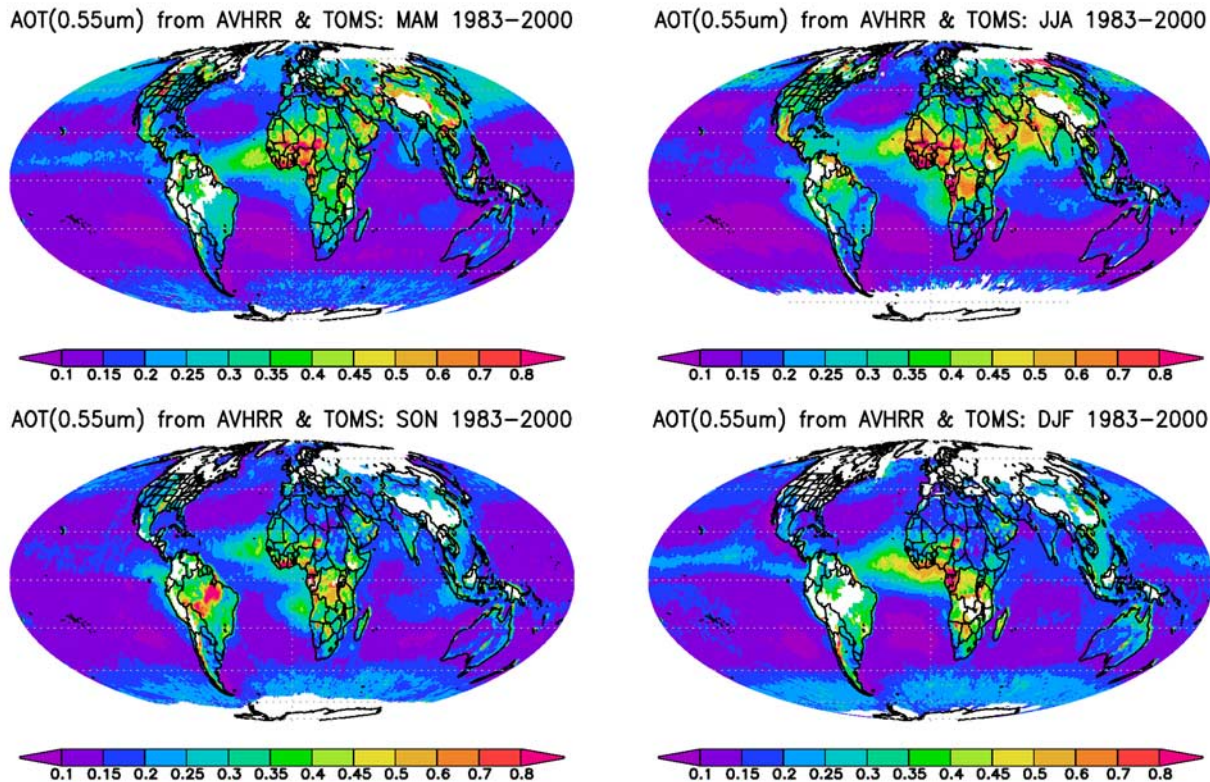 AOT(0.55um) from AVHRR & TOMS: MAM 1983−2000
AOT(0.55um) from AVHRR & TOMS: JJA 1983−2000
0.1 0.15 0.2 0.25 0.3 0.35 0.4 0.45 0.5 0.6 0.7 0.8
0.1 0.15 0.2 0.25 0.3 0.35 0.4 0.45 0.5 0.6 0.7 0.8
AOT(0.55um) from AVHRR & TOMS: SON 1983−2000
AOT(0.55um) from AVHRR & TOMS: DJF 1983−2000
0.1 0.15 0.2 0.25 0.3 0.35 0.4 0.45 0.5 0.6 0.7 0.8
0.1 0.15 0.2 0.25 0.3 0.35 0.4 0.45 0.5 0.6 0.7 0.8